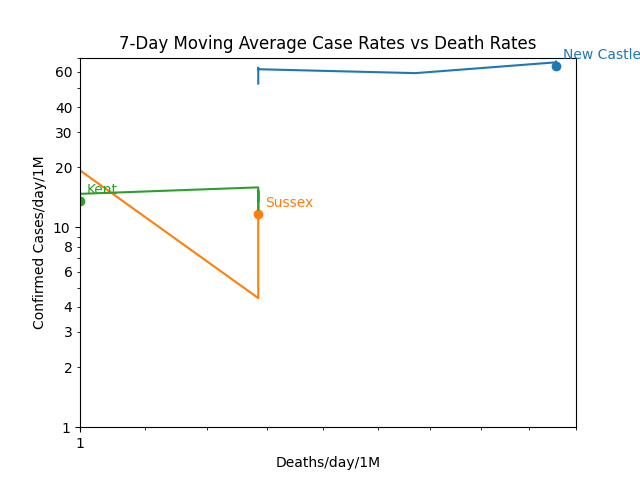 7-Day Moving Average Case Rates vs Death Rates
New Castle
60
40
30
20
Kent
Sussex
10
8
6
4
3
2
1
1
Confirmed Cases/day/1M
Deaths/day/1M